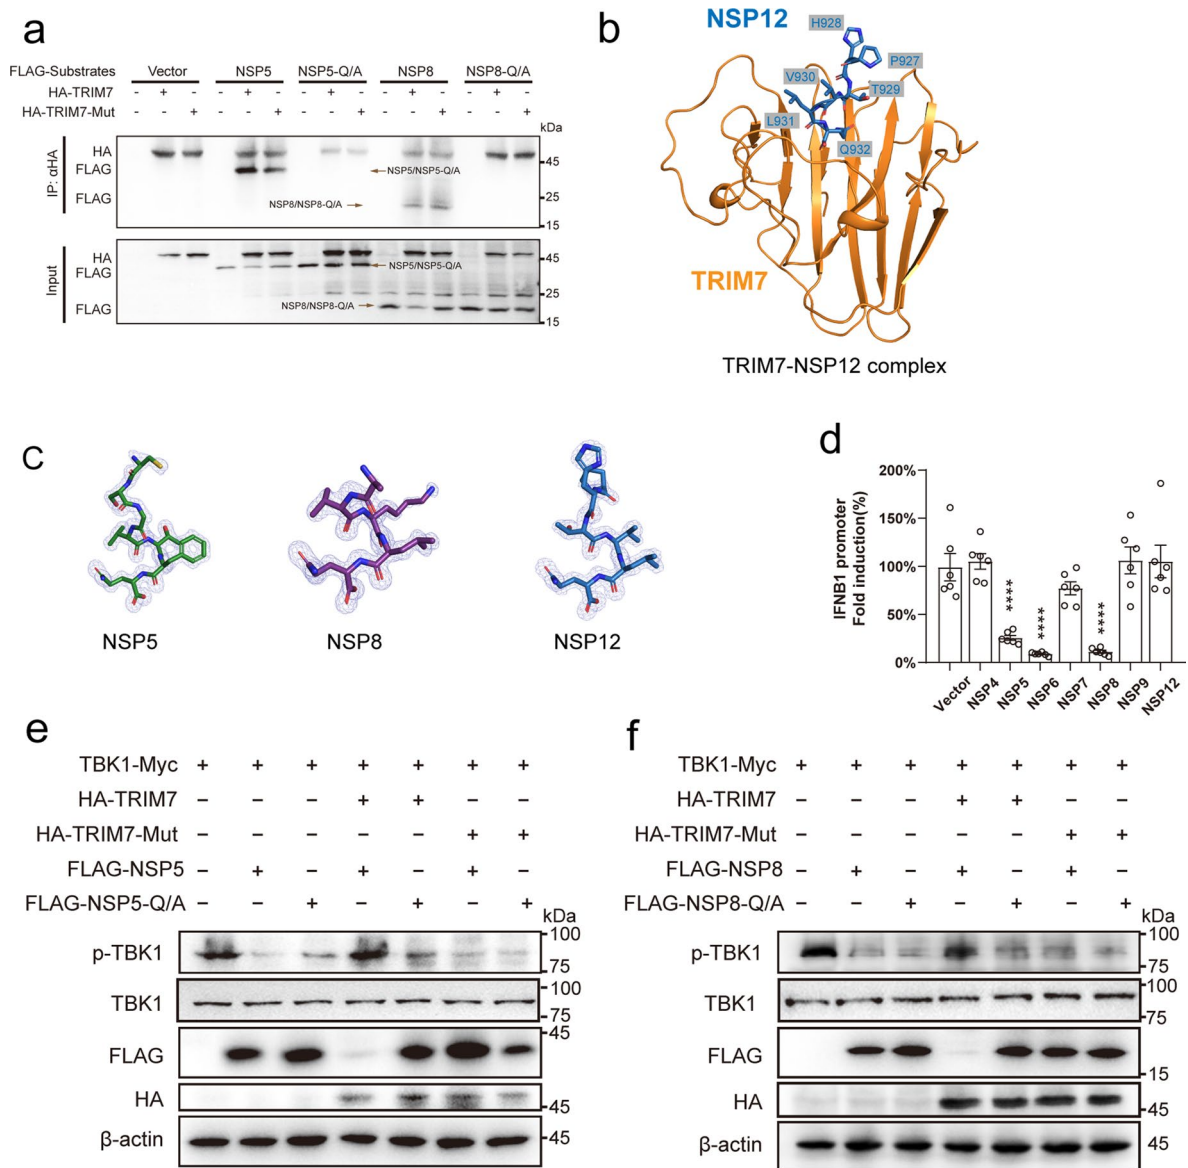 a
FLAG-Substrates Vector NSP5 NSP5-Q/A NSP8 NSP8-Q/A
HA-TRIM7 - + - - + - - + - - + - - + -
HA-TRIM7-Mut - - + - - + - - + - - + - - +
kDa
IP: αHA
HA
45
FLAG
NSP5/NSP5-Q/A
FLAG
25
NSP8/NSP8-Q/A
15
Input
HA
45
FLAG
NSP5/NSP5-Q/A
25
FLAG
NSP8/NSP8-Q/A
15
b
NSP12
H928
P927
V930
T929
L931
Q932
TRIM7
TRIM7-NSP12 complex
c
NSP5
NSP8
NSP12
d
IFNB1 promoter
Fold induction(%)
200%
150%
100%
50%
0%
**** **** ****
Vector NSP4 NSP5 NSP6 NSP7 NSP8 NSP9 NSP12
e
TBK1-Myc + + + + + + +
HA-TRIM7 – – – + + – –
HA-TRIM7-Mut – – – – – + +
FLAG-NSP5 – + – + – + –
FLAG-NSP5-Q/A – – + – + – +
kDa
100
p-TBK1
75
100
TBK1
75
45
FLAG
HA
45
β-actin
45
f
TBK1-Myc + + + + + + +
HA-TRIM7 – – – + + – –
HA-TRIM7-Mut – – – – – + +
FLAG-NSP8 – + – + – + –
FLAG-NSP8-Q/A – – + – + – +
kDa
100
p-TBK1
75
100
TBK1
75
FLAG
15
HA
45
β-actin
45